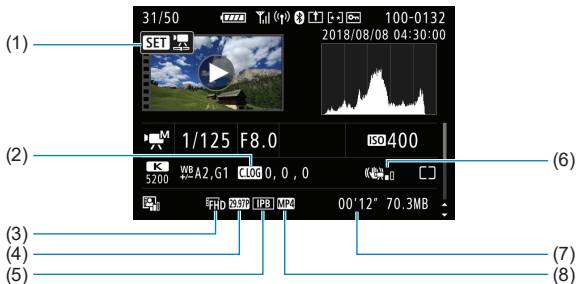 31/50 100-0132
(1) SET 2018/08/08 04:30:00
M 1/125 F8.0 ISO 400
(2) (6)
K 5200 WB +/- A2,G1 C.LOG 0, 0, 0
FHD 29.97P IPB MP4 00'12" 70.3MB
(3) (7)
(4) (8)
(5)